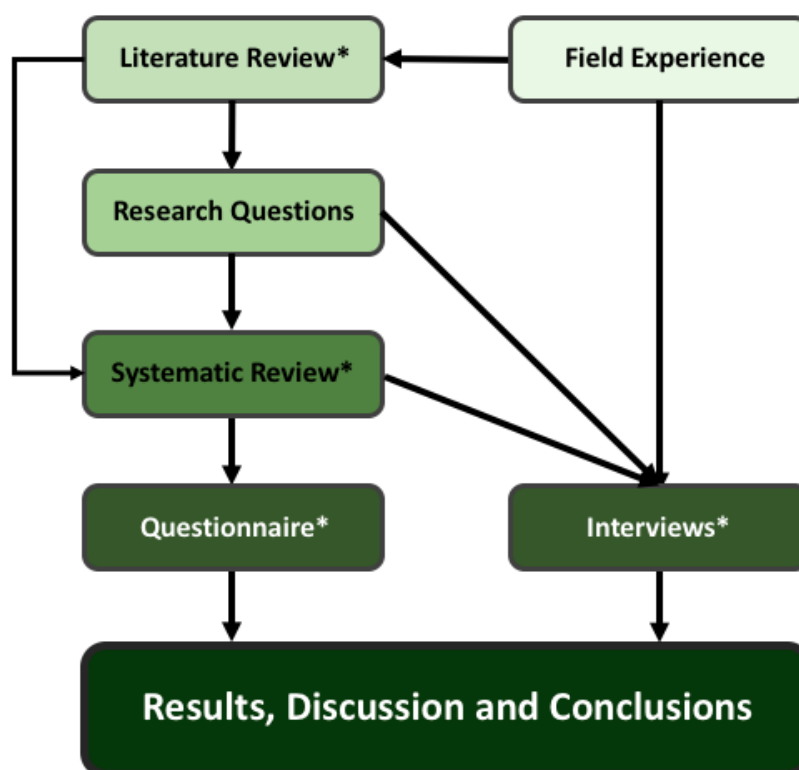 Literature Review*
Field Experience
Research Questions
Systematic Review*
Questionnaire*
Interviews*
Results, Discussion and Conclusions